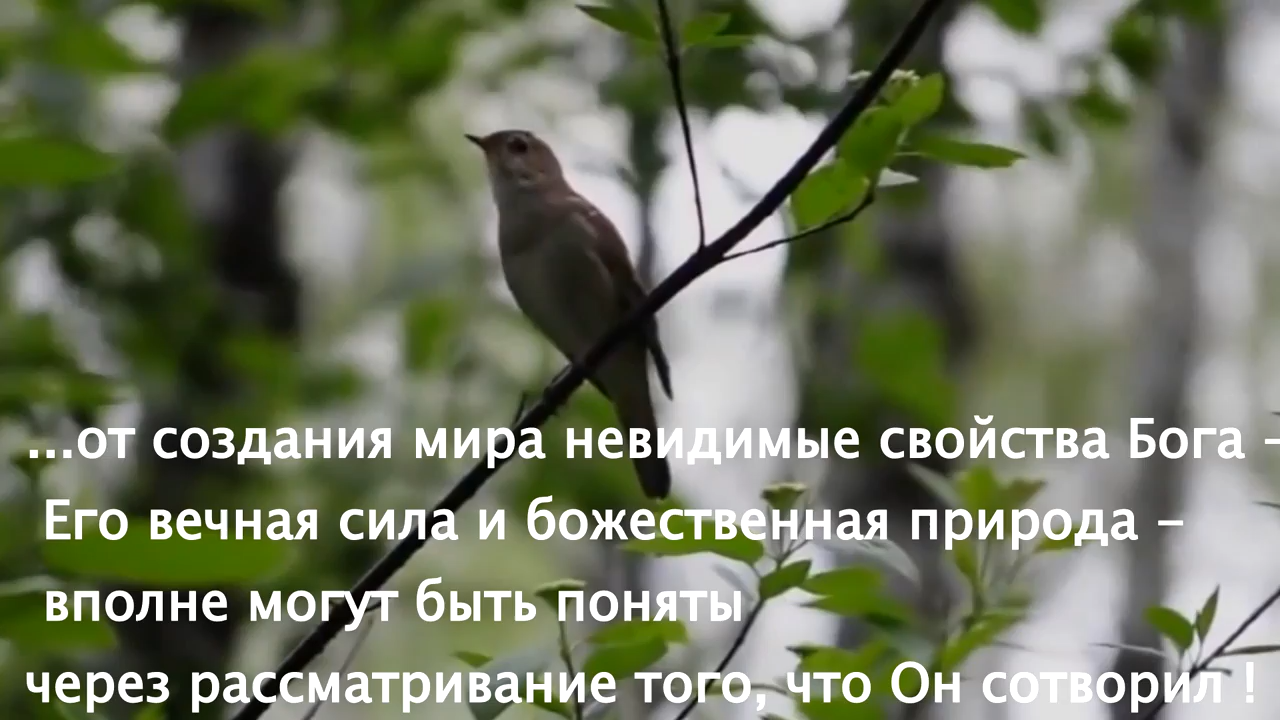 ...от создания мира невидимые свойства Бога –
Его вечная сила и божественная природа –
вполне могут быть поняты
через рассматривание того, что Он сотворил !